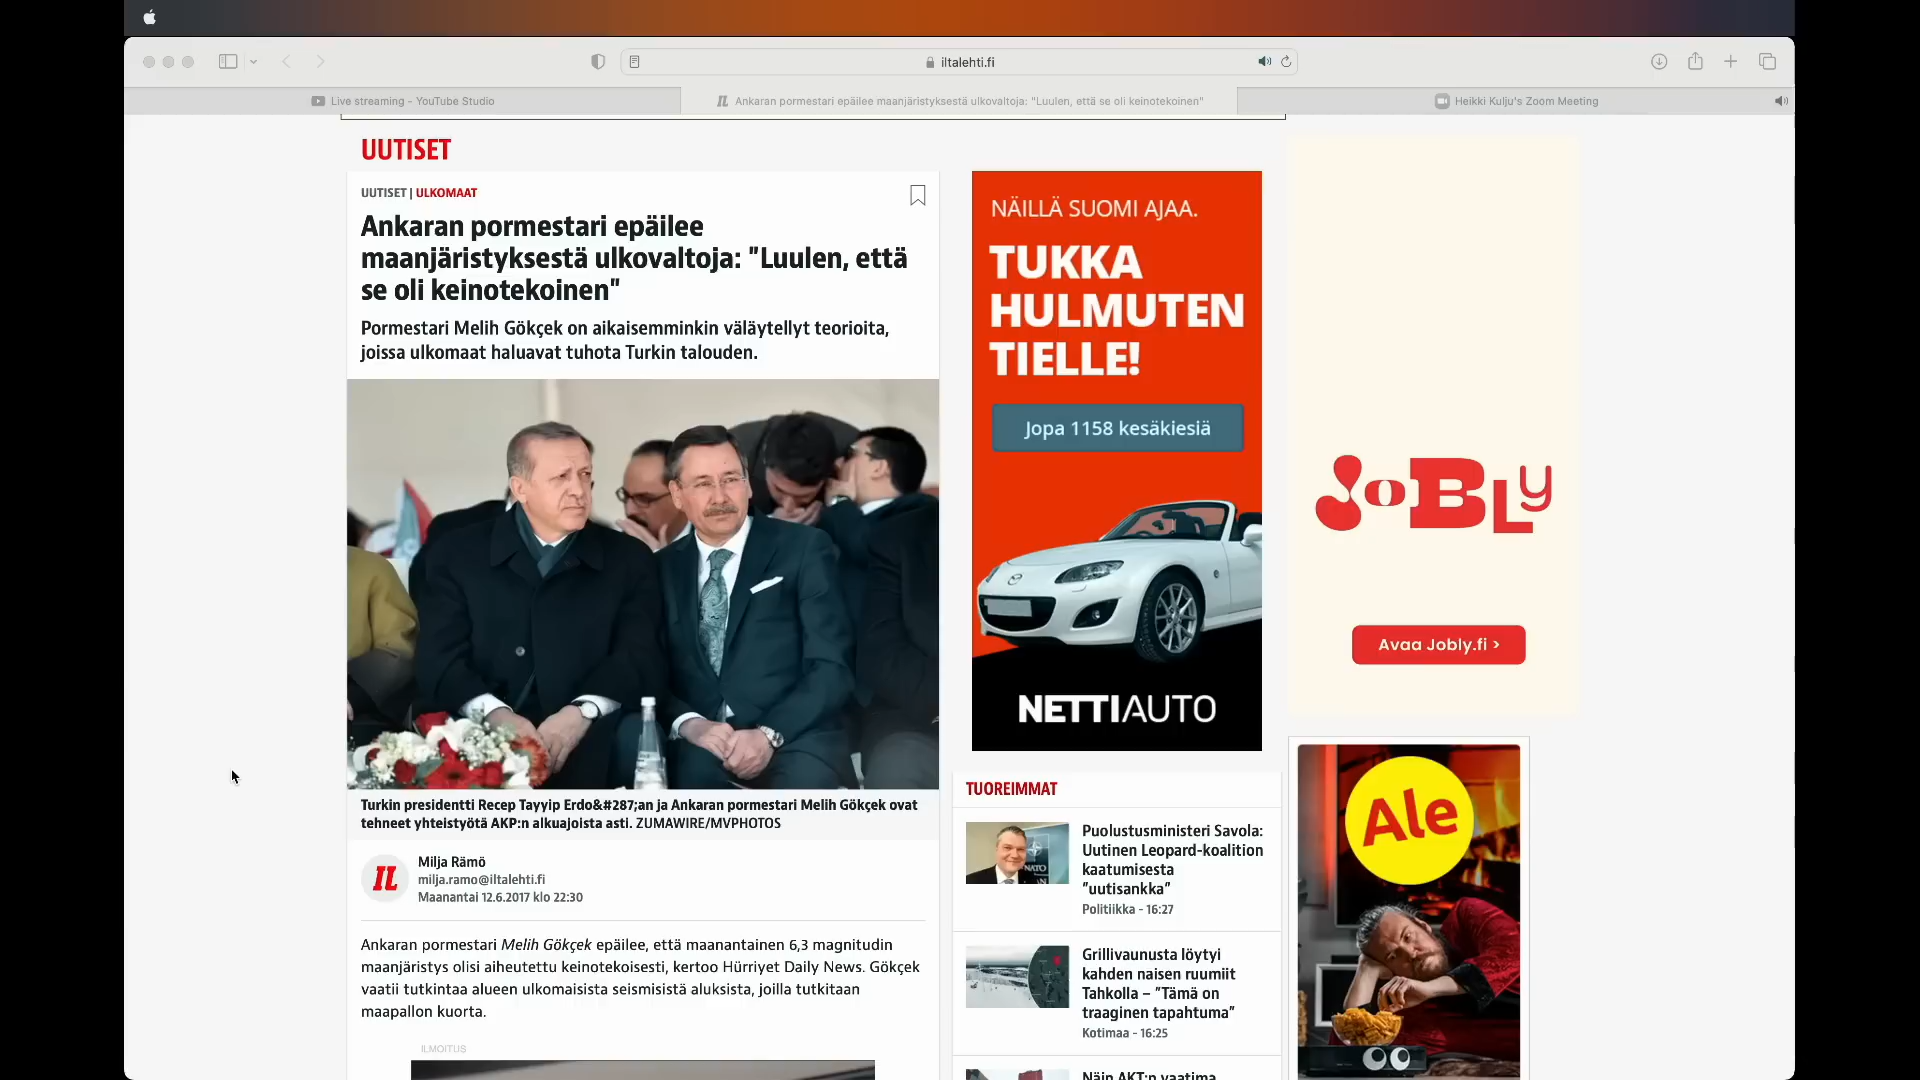 iltalehti.fi
Live streaming - YouTube Studio
Ankaran pormestari epäilee maanjäristyksestä ulkovaltoja: "Luulen, että se oli keinotekoinen"
Heikki Kulju's Zoom Meeting
UUTISET
UUTISET | ULKOMAAT
Ankaran pormestari epäilee
maanjäristyksestä ulkovaltoja: "Luulen, että
se oli keinotekoinen"
Pormestari Melih Gökçek on aikaisemminkin väläytellyt teorioita,
joissa ulkomaat haluavat tuhota Turkin talouden.
Turkin presidentti Recep Tayyip Erdo&#287;an ja Ankaran pormestari Melih Gökçek ovat
tehneet yhteistyötä AKP:n alkuajoista asti. ZUMAWIRE/MVPHOTOS
IL
Milja Rämö
milja.ramo@iltalehti.fi
Maanantai 12.6.2017 klo 22:30
Ankaran pormestari Melih Gökçek epäilee, että maanantainen 6,3 magnitudin
maanjäristys olisi aiheutettu keinotekoisesti, kertoo Hürriyet Daily News. Gökçek
vaatii tutkintaa alueen ulkomaisista seismisistä aluksista, joilla tutkitaan
maapallon kuorta.
ILMOITUS
NÄILLÄ SUOMI AJAA.
TUKKA
HULMUTEN
TIELLE!
Jopa 1158 kesäkiesiä
NETTIAUTO
TUOREIMMAT
NATO
Puolustusministeri Savola:
Uutinen Leopard-koalition
kaatumisesta
"uutisankka"
Politiikka - 16:27
Grillivaunusta löytyi
kahden naisen ruumiit
Tahkolla – "Tämä on
traaginen tapahtuma"
Kotimaa - 16:25
Näin AKT:n vaatima
JOBLY
Avaa Jobly.fi >
Ale